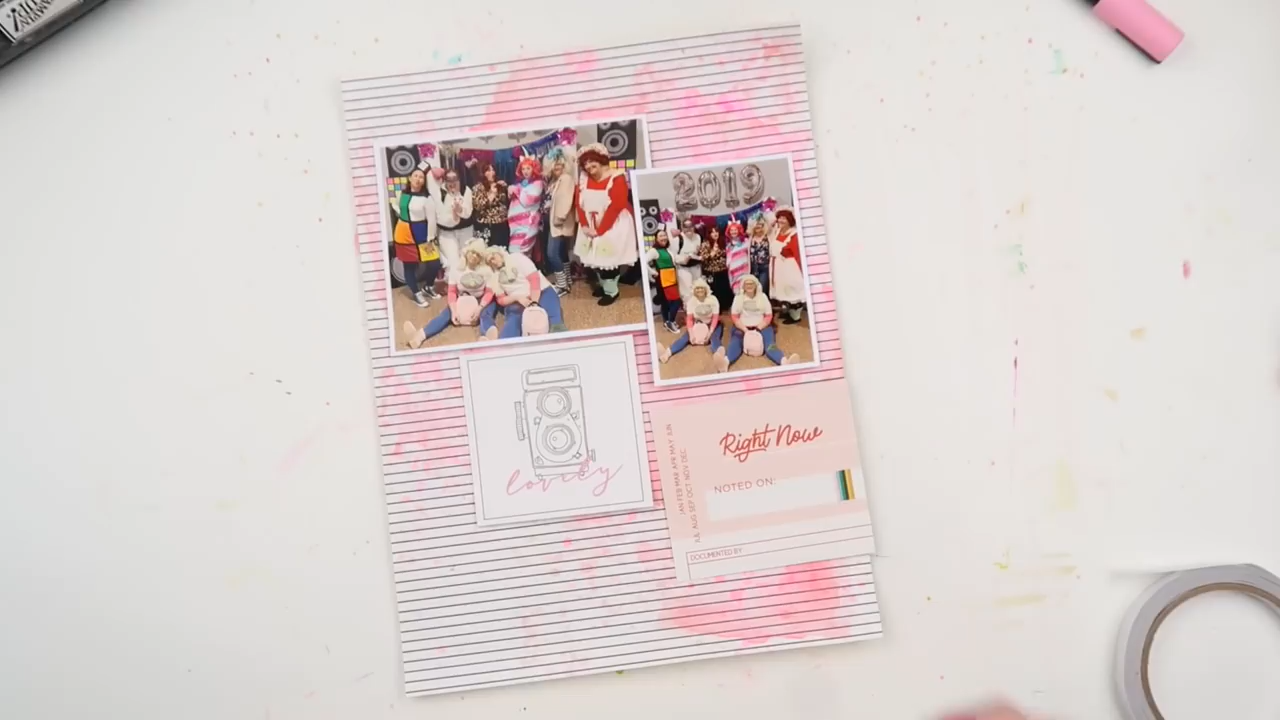 2019
lovely
Right Now
NOTED ON:
JAN FEB MAR APR MAY JUN
JUL AUG SEP OCT NOV DEC
DOCUMENTED BY